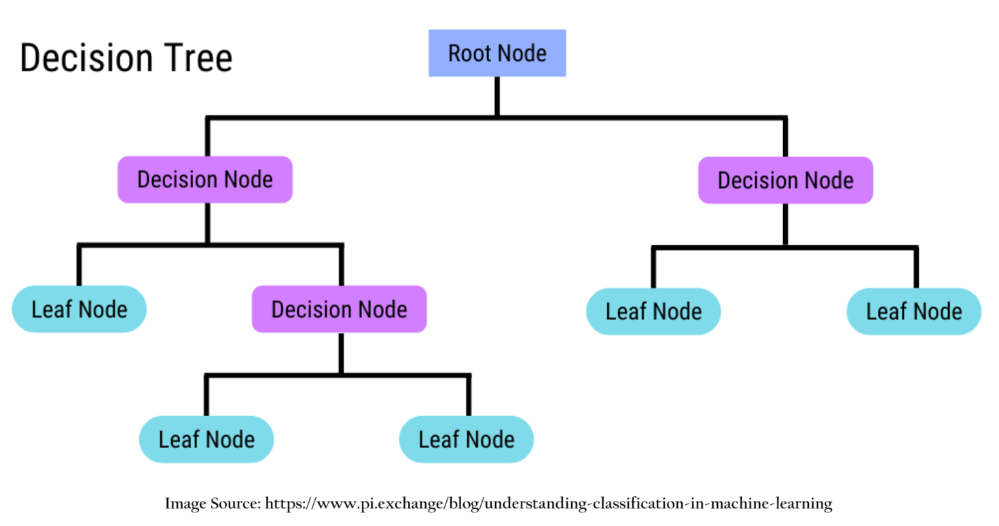 Decision Tree
Root Node
Decision Node
Decision Node
Leaf Node
Decision Node
Leaf Node
Leaf Node
Leaf Node
Leaf Node
Image Source: https://www.pi.exchange/blog/understanding-classification-in-machine-learning